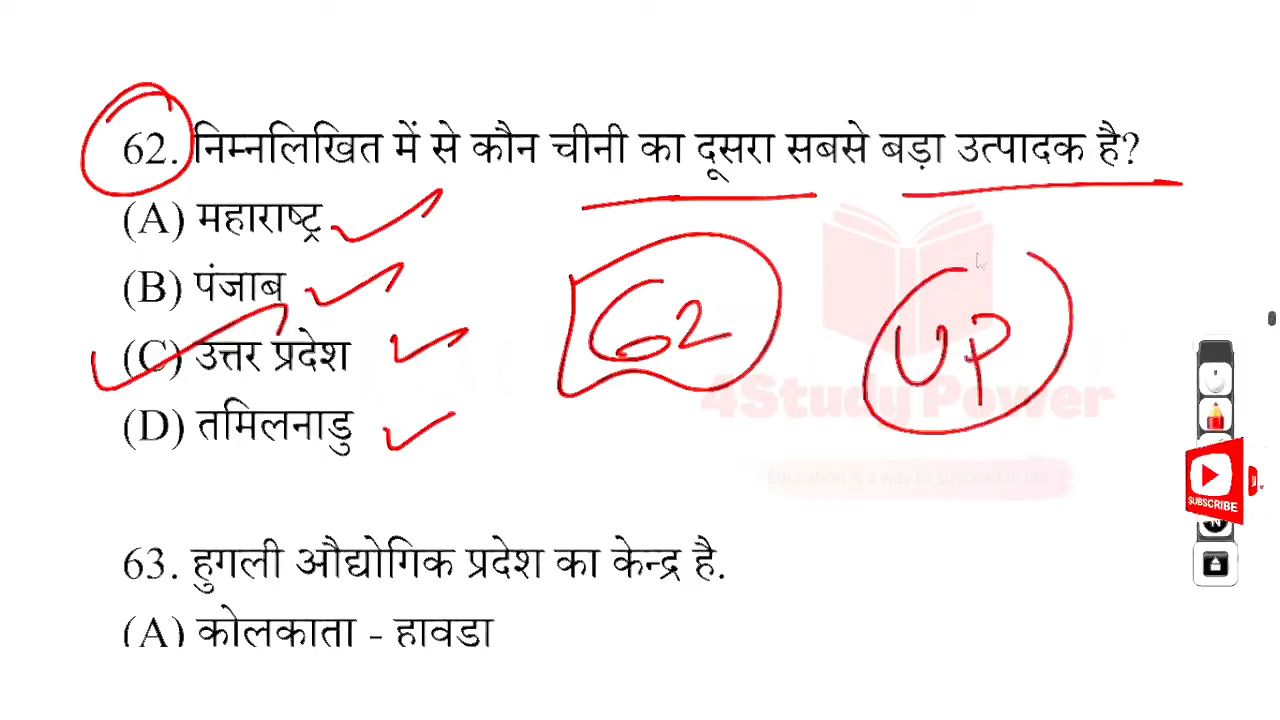 62. निम्नलिखित में से कौन चीनी का दूसरा सबसे बड़ा उत्पादक है?
(A) महाराष्ट्र
(B) पंजाब
(C) उत्तर प्रदेश
(D) तमिलनाडु
62
UP
4Study Power
Education is a way to succeed in life
SUBSCRIBE
63. हुगली औद्योगिक प्रदेश का केन्द्र है.
(A) कोलकाता - हावडा